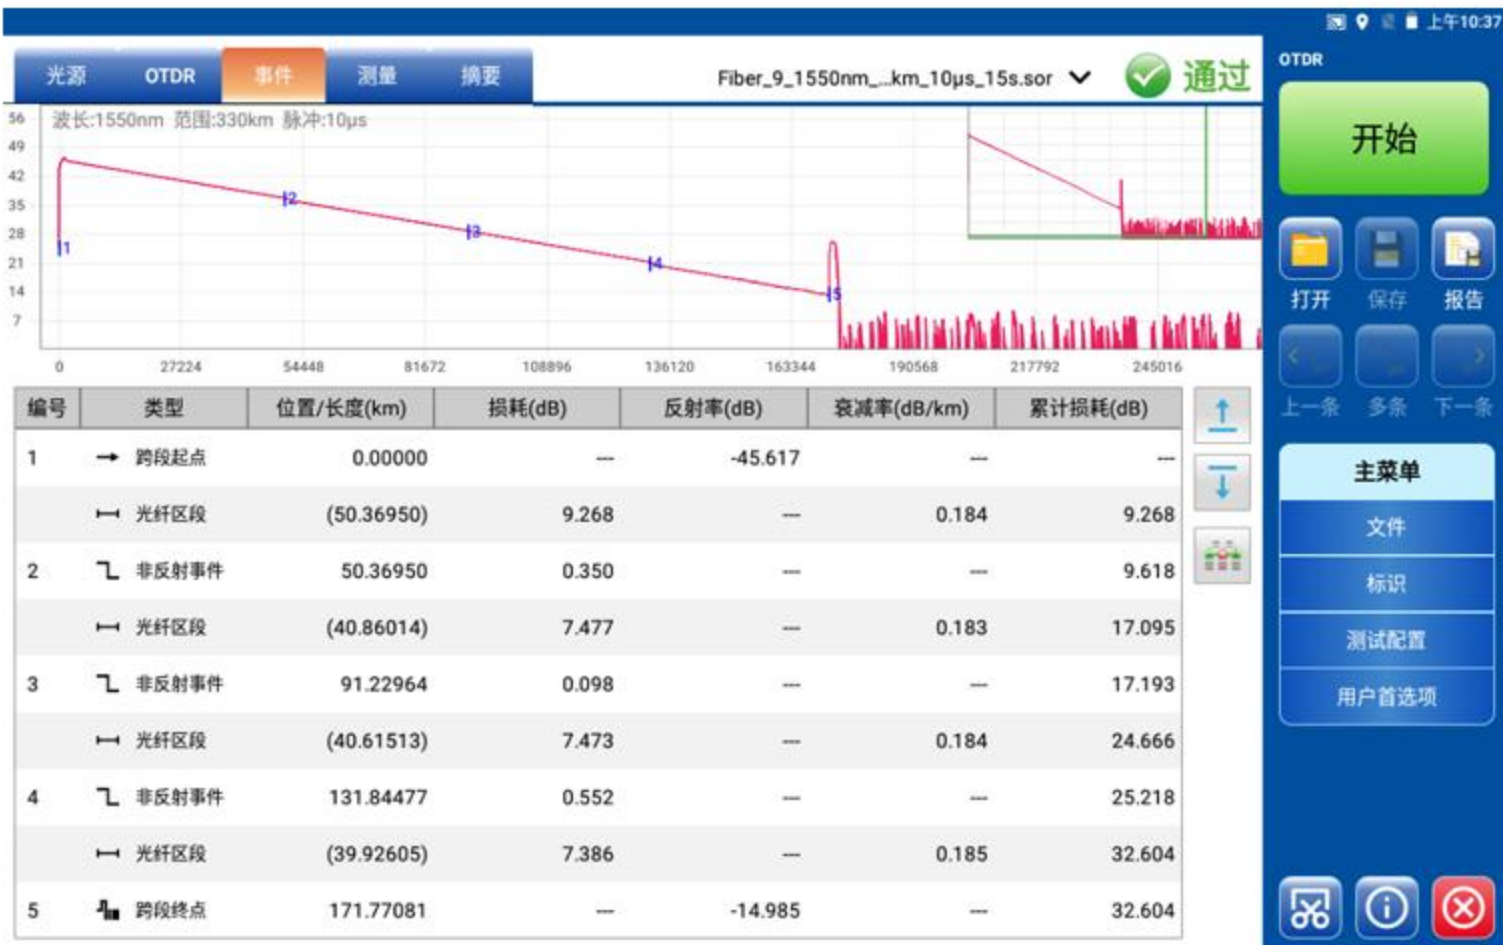 上午10:37
光源 OTDR 事件 测量 摘要 Fiber_9_1550nm_...km_10µs_15s.sor 通过
OTDR
开始
波长:1550nm 范围:330km 脉冲:10µs
56
49
42
35
28
21
14
7
1
2
3
4
5
0 27224 54448 81672 108896 136120 163344 190568 217792 245016
打开 保存 报告
上一条 多条 下一条
编号 类型 位置/长度(km) 损耗(dB) 反射率(dB) 衰减率(dB/km) 累计损耗(dB)
1 跨段起点 0.00000 --- -45.617 --- ---
光纤区段 (50.36950) 9.268 --- 0.184 9.268
2 非反射事件 50.36950 0.350 --- --- 9.618
光纤区段 (40.86014) 7.477 --- 0.183 17.095
3 非反射事件 91.22964 0.098 --- --- 17.193
光纤区段 (40.61513) 7.473 --- 0.184 24.666
4 非反射事件 131.84477 0.552 --- --- 25.218
光纤区段 (39.92605) 7.386 --- 0.185 32.604
5 跨段终点 171.77081 --- -14.985 --- 32.604
主菜单
文件
标识
测试配置
用户首选项